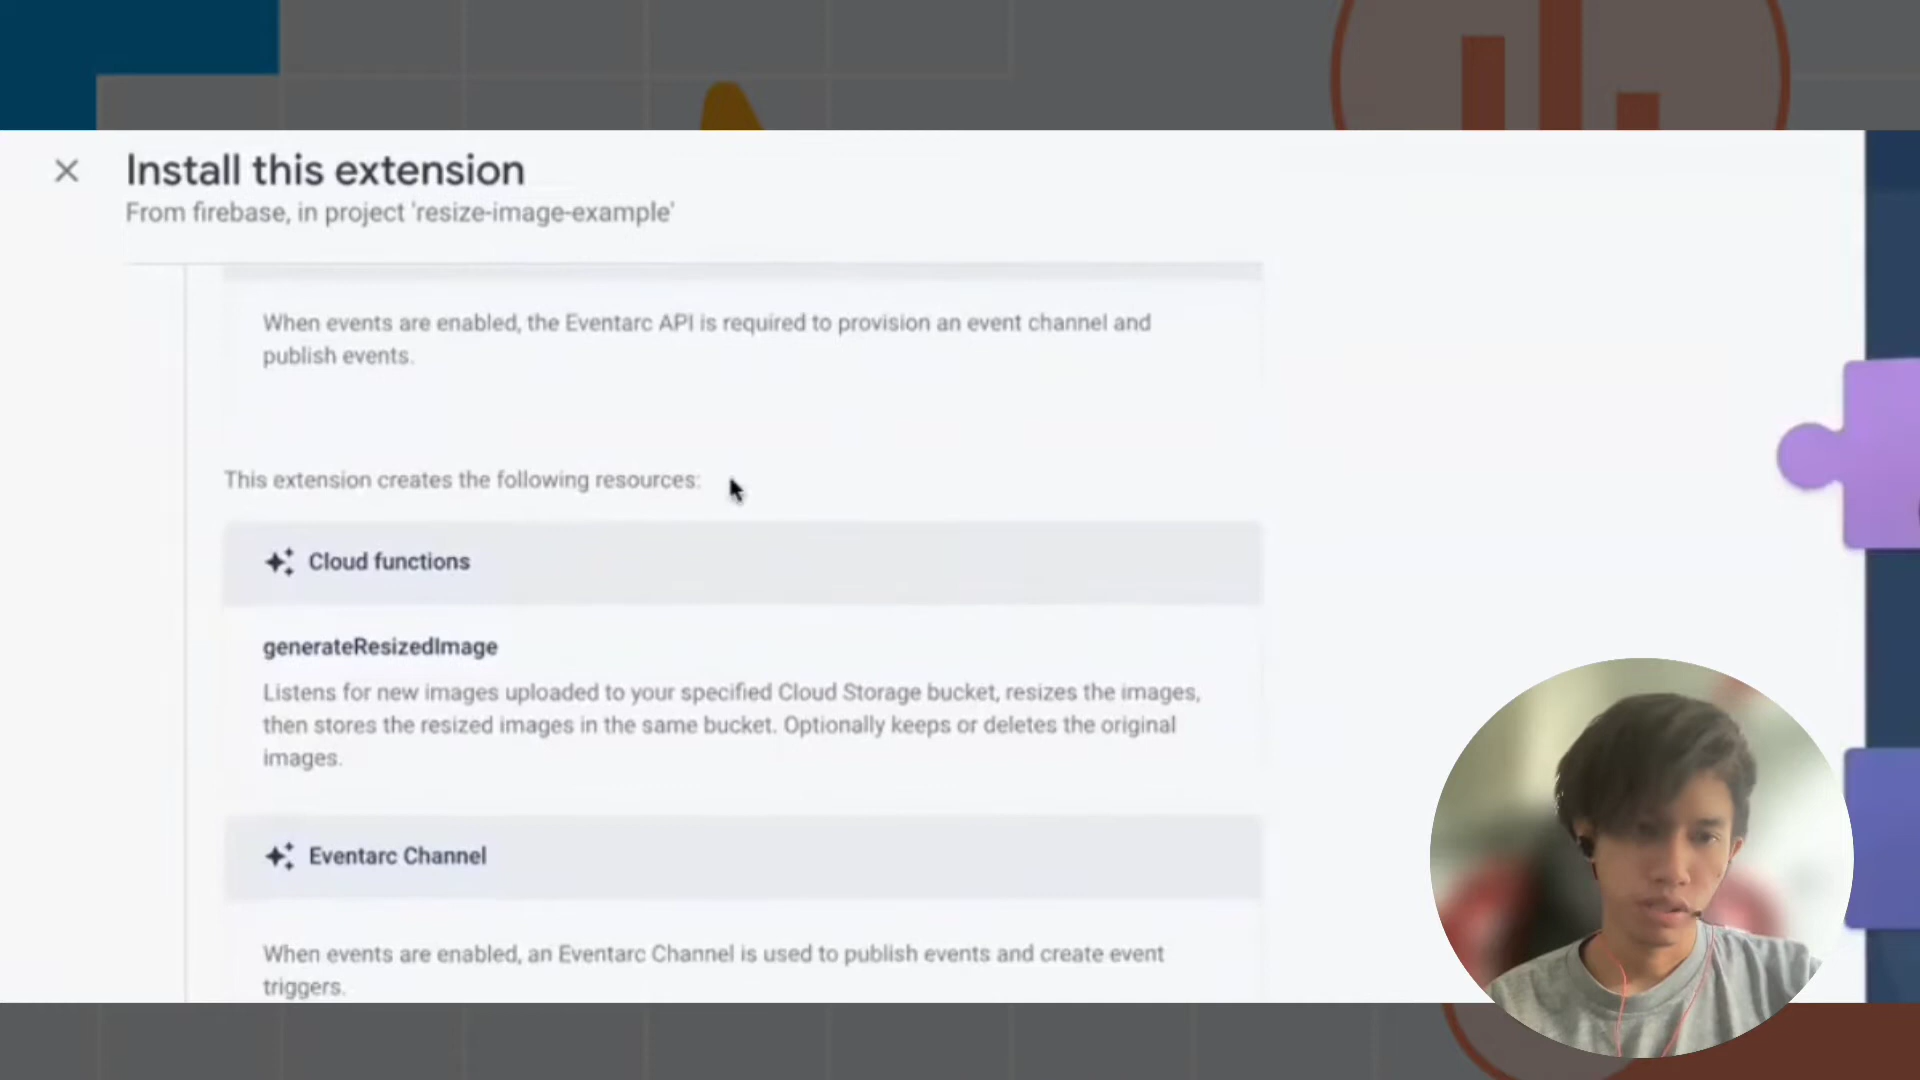 Install this extension
From firebase, in project 'resize-image-example'
When events are enabled, the Eventarc API is required to provision an event channel and
publish events.
This extension creates the following resources:
Cloud functions
generateResizedImage
Listens for new images uploaded to your specified Cloud Storage bucket, resizes the images,
then stores the resized images in the same bucket. Optionally keeps or deletes the original
images.
Eventarc Channel
When events are enabled, an Eventarc Channel is used to publish events and create event
triggers.